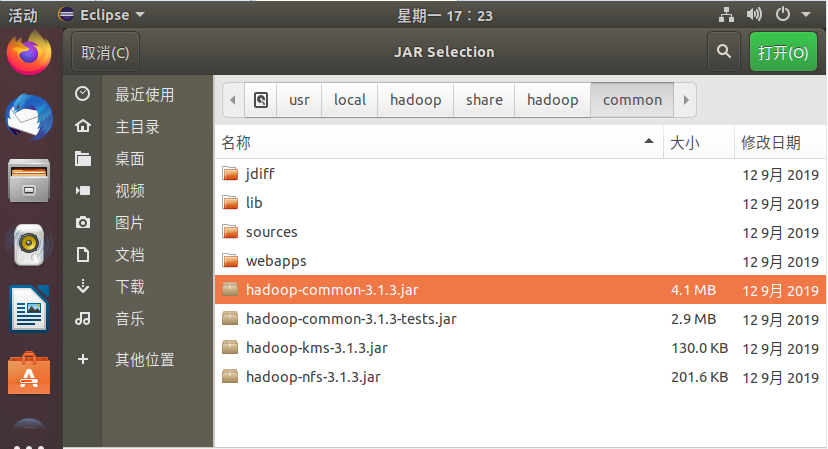 活动 Eclipse 星期一 17：23
取消(C) JAR Selection 打开(O)
最近使用
主目录
桌面
视频
图片
文档
下载
音乐
其他位置
usr local hadoop share hadoop common
名称 大小 修改日期
jdiff 12 9月 2019
lib 12 9月 2019
sources 12 9月 2019
webapps 12 9月 2019
hadoop-common-3.1.3.jar 4.1 MB 12 9月 2019
hadoop-common-3.1.3-tests.jar 2.9 MB 12 9月 2019
hadoop-kms-3.1.3.jar 130.0 KB 12 9月 2019
hadoop-nfs-3.1.3.jar 201.6 KB 12 9月 2019